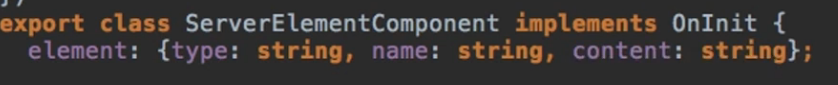 export class ServerElementComponent implements OnInit {
element: {type: string, name: string, content: string};